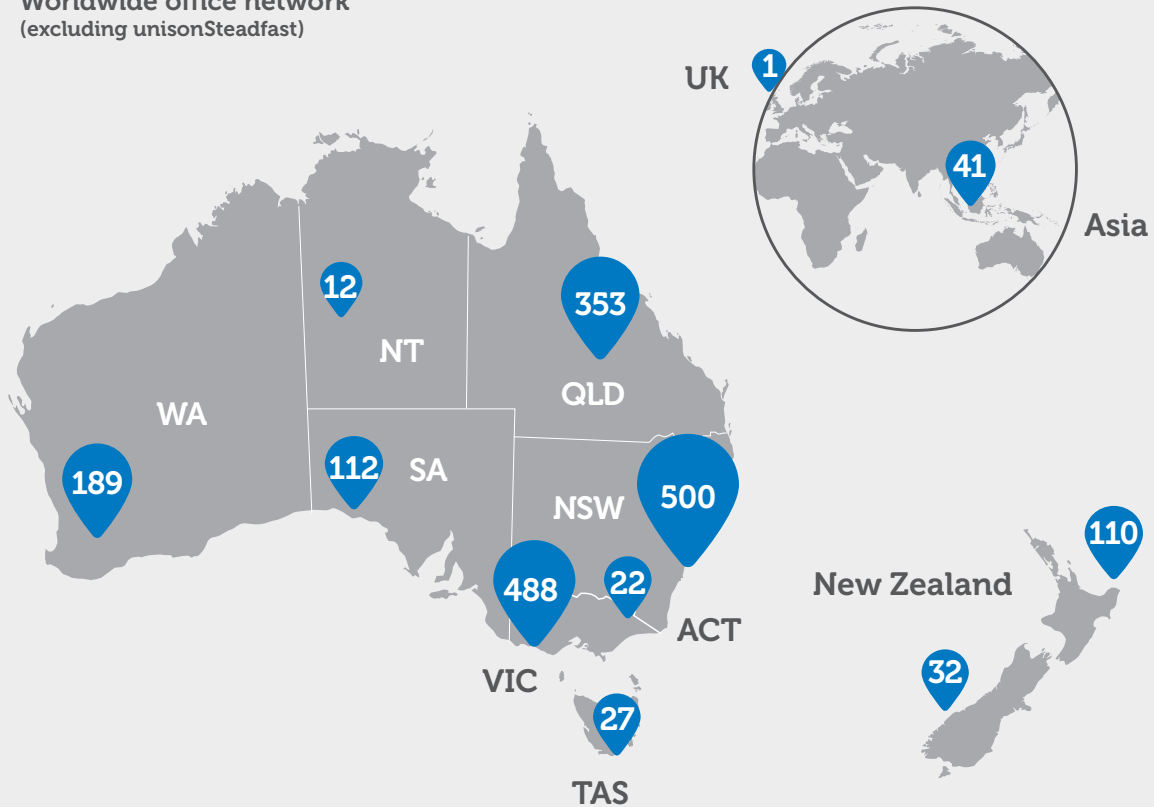 Worldwide office network
(excluding unisonSteadfast)
UK
1
41
Asia
12
353
NT
QLD
WA
189
112
SA
NSW
500
488
22
ACT
VIC
27
TAS
New Zealand
110
32